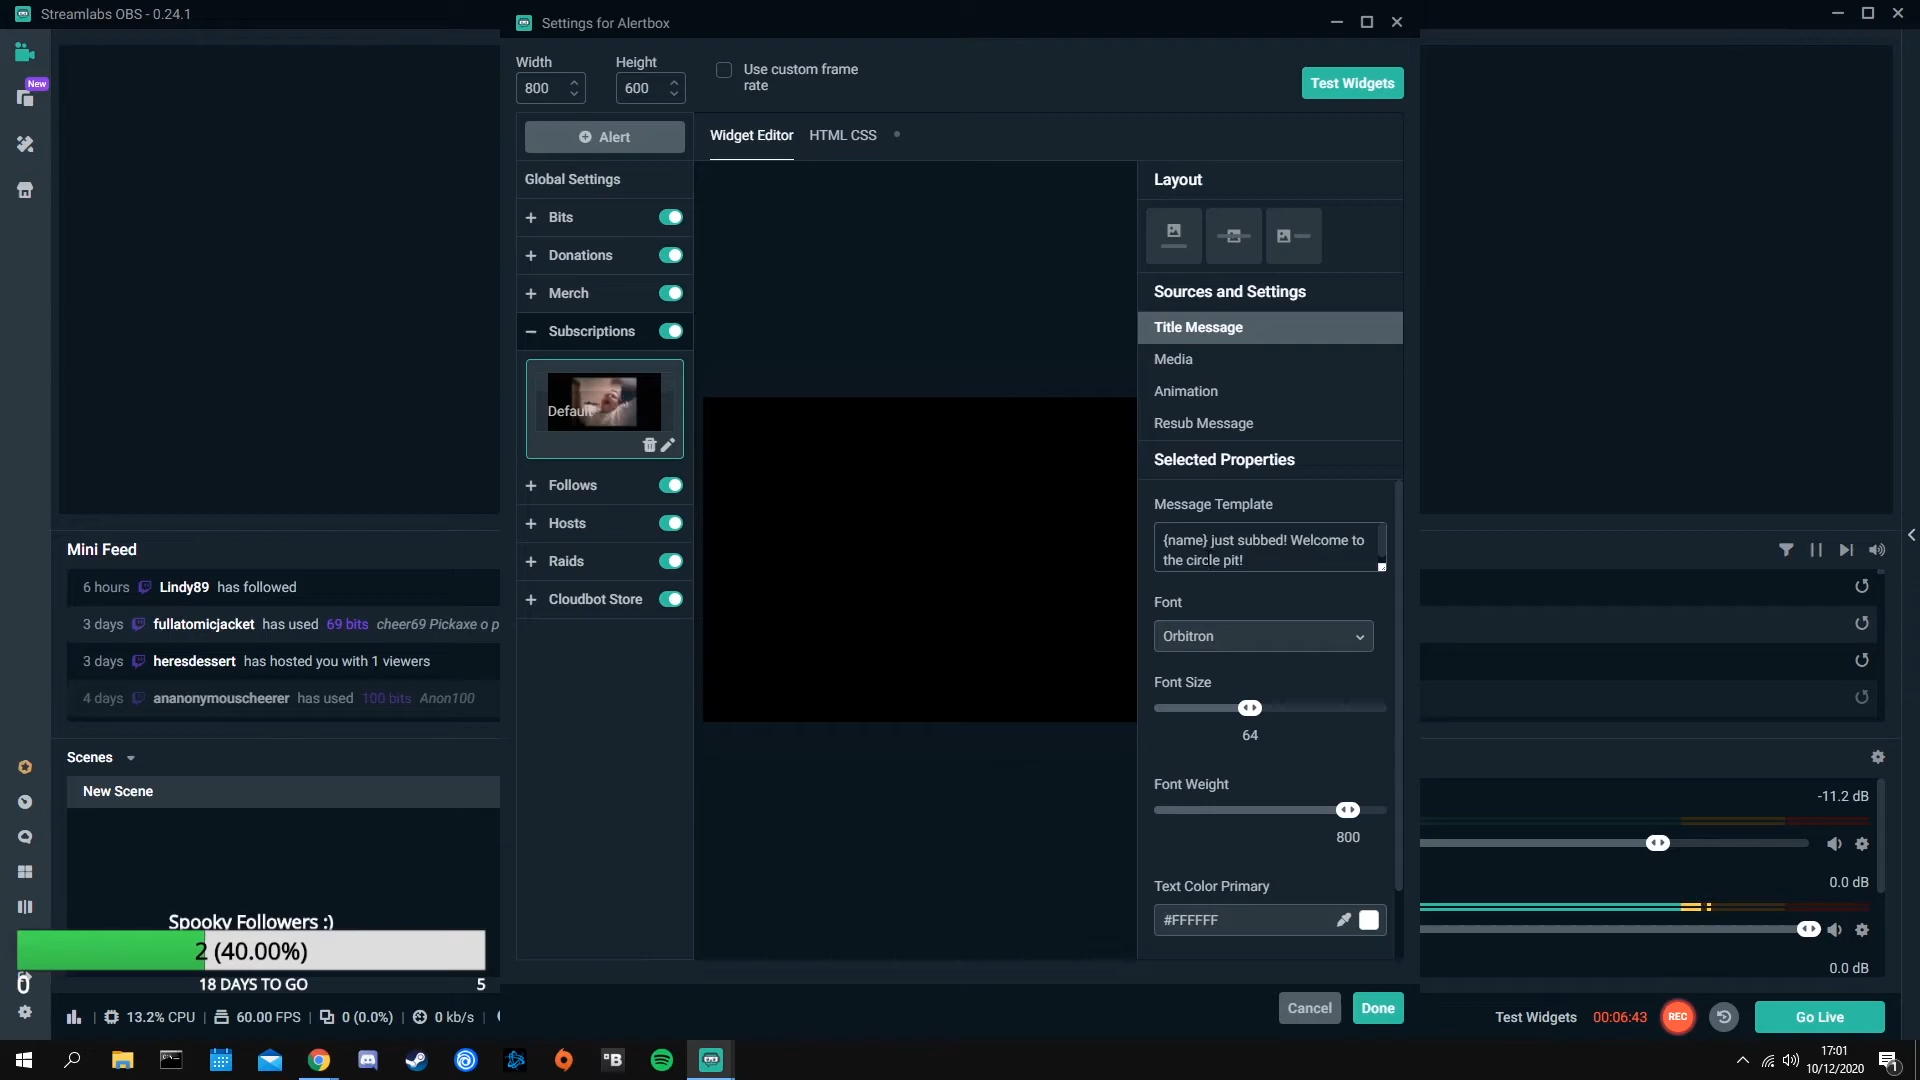 Streamlabs OBS - 0.24.1
Settings for Alertbox
Width
Height
800
600
Use custom frame
rate
Test Widgets
New
Alert
Widget Editor
HTML CSS
Global Settings
Bits
Donations
Merch
Subscriptions
Default
Follows
Hosts
Raids
Cloudbot Store
Layout
Sources and Settings
Title Message
Media
Animation
Resub Message
Selected Properties
Message Template
{name} just subbed! Welcome to
the circle pit!
Font
Orbitron
Font Size
64
Font Weight
800
Text Color Primary
#FFFFFF
Cancel
Done
Mini Feed
6 hours Lindy89 has followed
3 days fullatomicjacket has used 69 bits cheer69 Pickaxe o p
3 days heresdessert has hosted you with 1 viewers
4 days ananonymouscheerer has used 100 bits Anon100
Scenes
New Scene
Spooky Followers :)
2 (40.00%)
0
18 DAYS TO GO
5
-11.2 dB
0.0 dB
0.0 dB
13.2% CPU
60.00 FPS
0 (0.0%)
0 kb/s
Test Widgets
00:06:43
REC
Go Live
B
17:01
10/12/2020
1